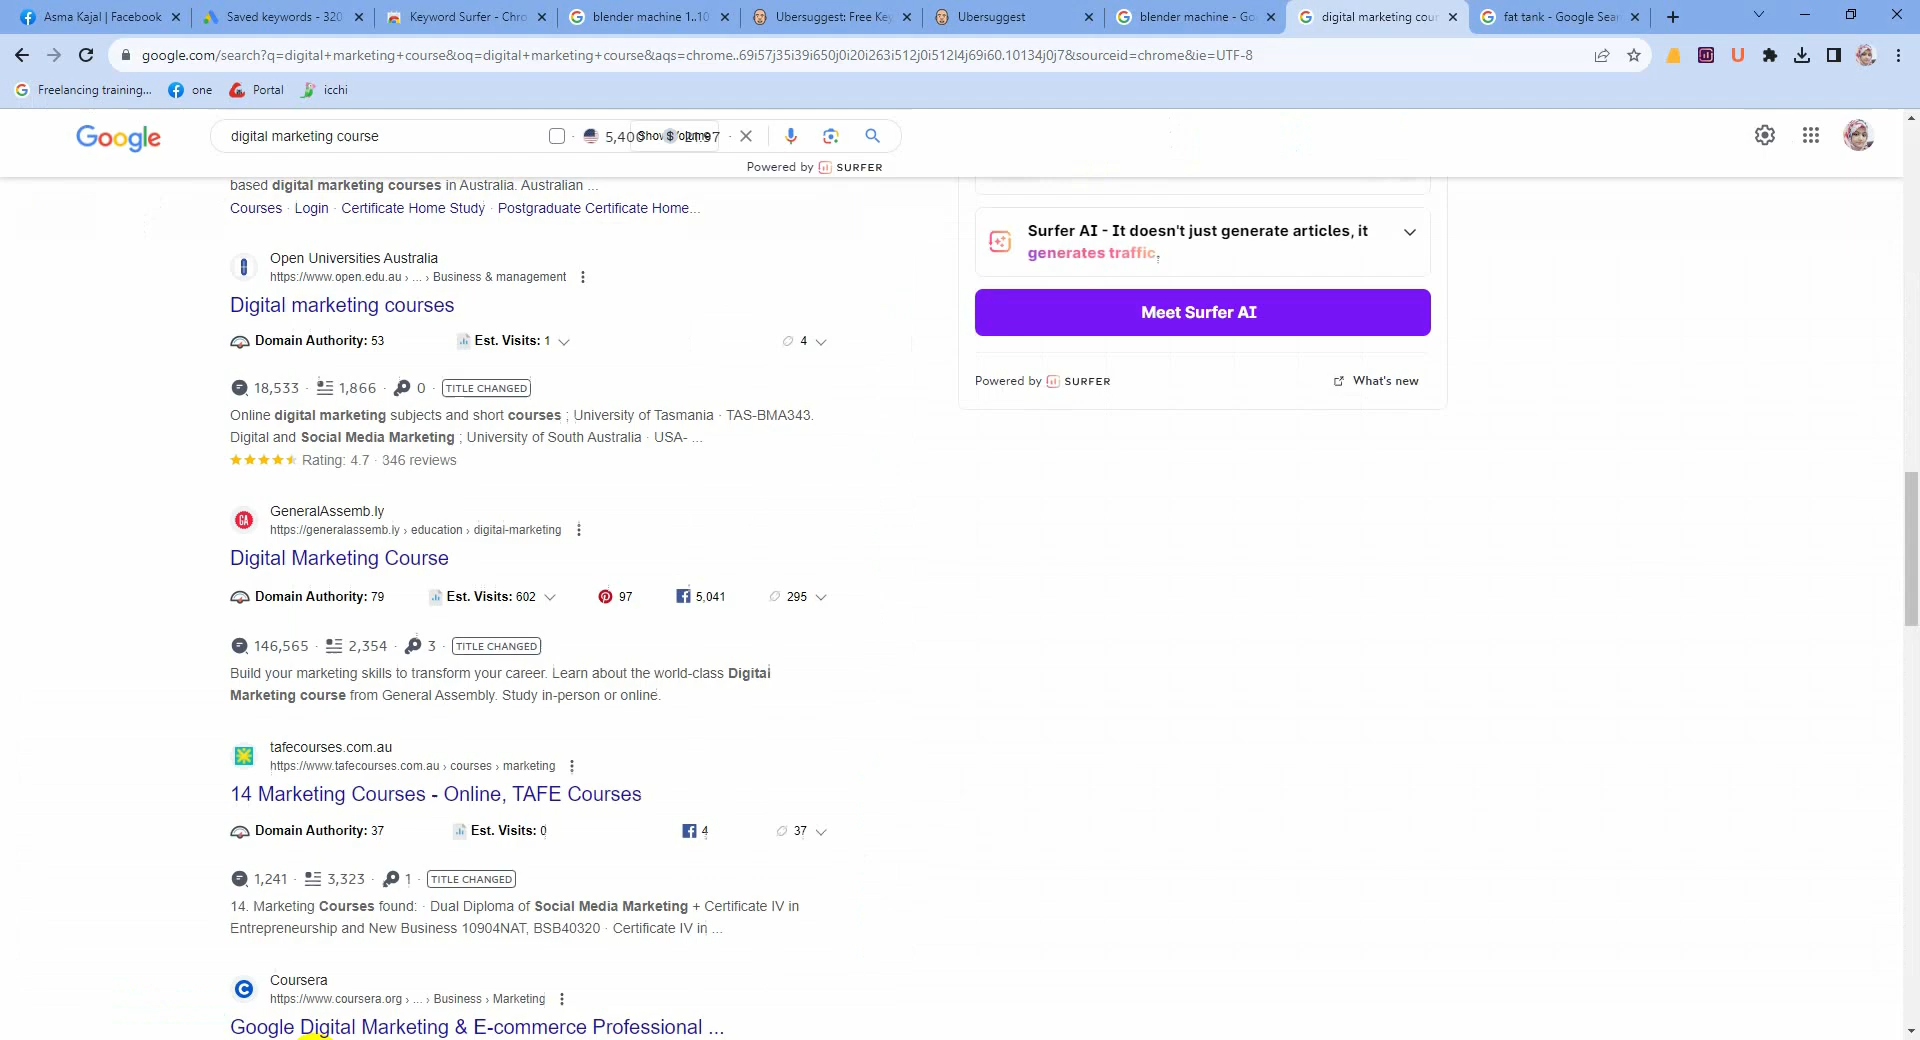 Asma Kajal | Facebook
Saved keywords - 320
Keyword Surfer - Chro
blender machine 1..10
Ubersuggest: Free Key
Ubersuggest
blender machine - Go
digital marketing cour
fat tank - Google Sear
google.com/search?q=digital+marketing+course&oq=digital+marketing+course&aqs=chrome..69i57j35i39i650j0i20i263i512j0i512l4j69i60.10134j0j7&sourceid=chrome&ie=UTF-8
Freelancing training...
one
Portal
icchi
Google
digital marketing course
Powered by SURFER
based digital marketing courses in Australia. Australian ...
Courses · Login · Certificate Home Study · Postgraduate Certificate Home...
Open Universities Australia
https://www.open.edu.au › ... › Business & management
Digital marketing courses
Domain Authority: 53 Est. Visits: 1 4
18,533 · 1,866 · 0 · TITLE CHANGED
Online digital marketing subjects and short courses ; University of Tasmania · TAS-BMA343.
Digital and Social Media Marketing ; University of South Australia · USA- ...
Rating: 4.7 · 346 reviews
GeneralAssemb.ly
https://generalassemb.ly › education › digital-marketing
Digital Marketing Course
Domain Authority: 79 Est. Visits: 602 97 5,041 295
146,565 · 2,354 · 3 · TITLE CHANGED
Build your marketing skills to transform your career. Learn about the world-class Digital
Marketing course from General Assembly. Study in-person or online.
tafecourses.com.au
https://www.tafecourses.com.au › courses › marketing
14 Marketing Courses - Online, TAFE Courses
Domain Authority: 37 Est. Visits: 0 4 37
1,241 · 3,323 · 1 · TITLE CHANGED
14. Marketing Courses found: · Dual Diploma of Social Media Marketing + Certificate IV in
Entrepreneurship and New Business 10904NAT, BSB40320 · Certificate IV in ...
Coursera
https://www.coursera.org › ... › Business › Marketing
Google Digital Marketing & E-commerce Professional ...
Surfer AI - It doesn't just generate articles, it
generates traffic.
Meet Surfer AI
Powered by SURFER
What's new